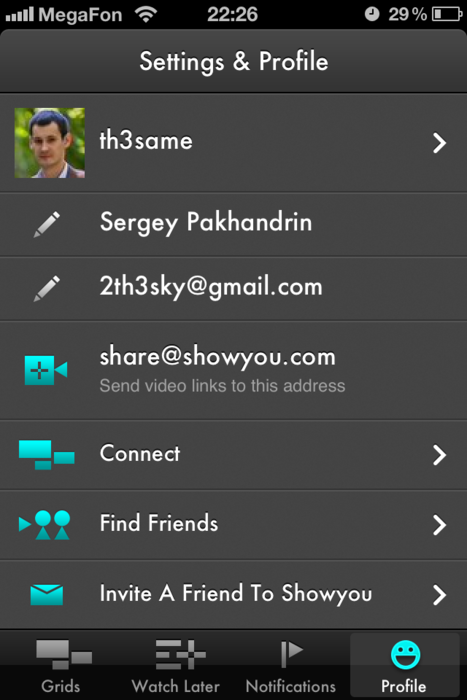 MegaFon 22:26 29%
Settings & Profile
th3same
Sergey Pakhandrin
2th3sky@gmail.com
share@showyou.com
Send video links to this address
Connect
Find Friends
Invite A Friend To Showyou
Grids Watch Later Notifications Profile